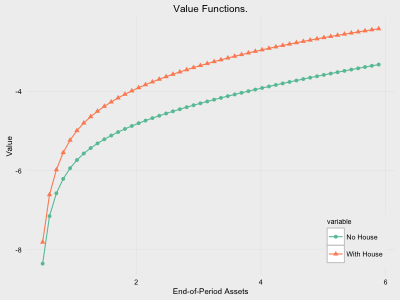 Value Functions.
Value
-4
-6
-8
2
4
6
End-of-Period Assets
variable
No House
With House